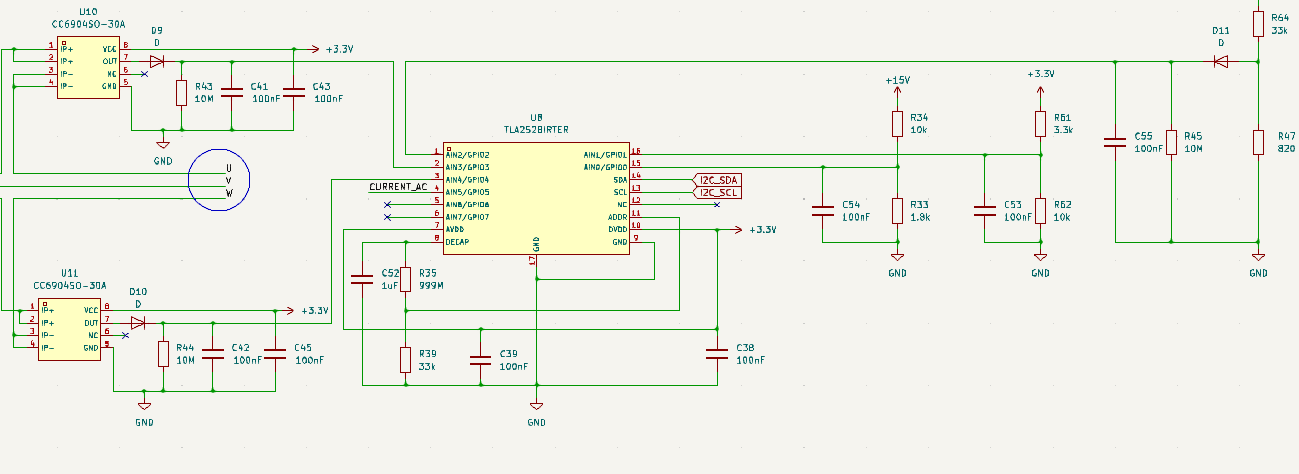 U10
CC6904SO-30A
1 IP+ VCC 8
2 IP+ OUT 7
3 IP- NC 6
4 IP- GND 5
D9
D
+3.3V
R43
10M
C41
100nF
C43
100nF
GND
U
V
W
U11
CC6904SO-30A
1 IP+ VCC 8
2 IP+ OUT 7
3 IP- NC 6
4 IP- GND 5
D10
D
+3.3V
R44
10M
C42
100nF
C45
100nF
GND
CURRENT_AC
U8
TLA2528IRTER
1 AIN2/GPIO2 AIN1/GPIO1 16
2 AIN3/GPIO3 AIN0/GPIO0 15
3 AIN4/GPIO4 SDA 14
4 AIN5/GPIO5 SCL 13
5 AIN6/GPIO6 NC 12
6 AIN7/GPIO7 ADDR 11
7 AVDD DVDD 10
8 DECAP GND 9
GND
17
I2C_SDA
I2C_SCL
+3.3V
C52
1uF
R35
999M
R39
33k
C39
100nF
C38
100nF
GND
+15V
R34
10k
C54
100nF
R33
1.8k
GND
+3.3V
R61
3.3k
C53
100nF
R62
10k
GND
D11
D
R64
33k
C55
100nF
R45
10M
R47
820
GND